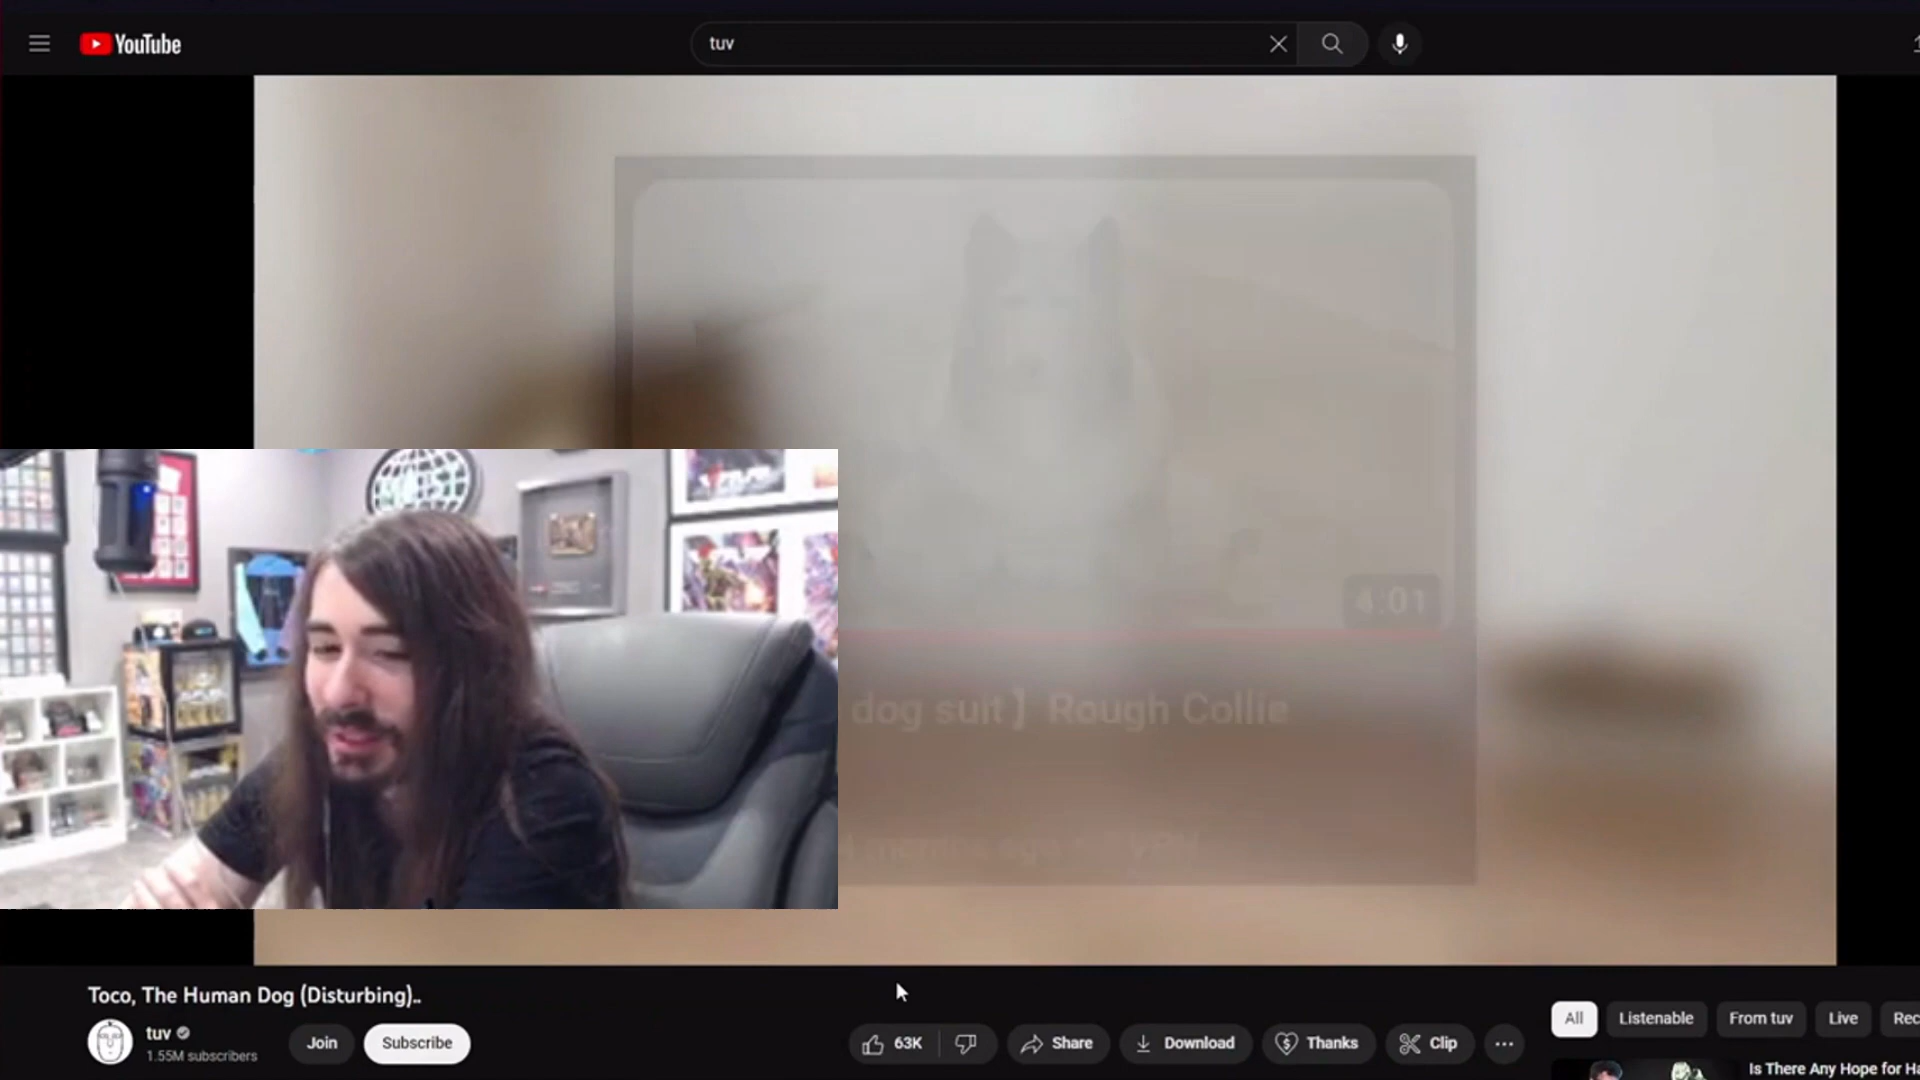 YouTube
tuv
4:01
dog suit】Rough Collie
Toco, The Human Dog (Disturbing)..
tuv
1.55M subscribers
Join
Subscribe
63K
Share
Download
Thanks
Clip
All
Listenable
From tuv
Live
Rec
Is There Any Hope for Ha